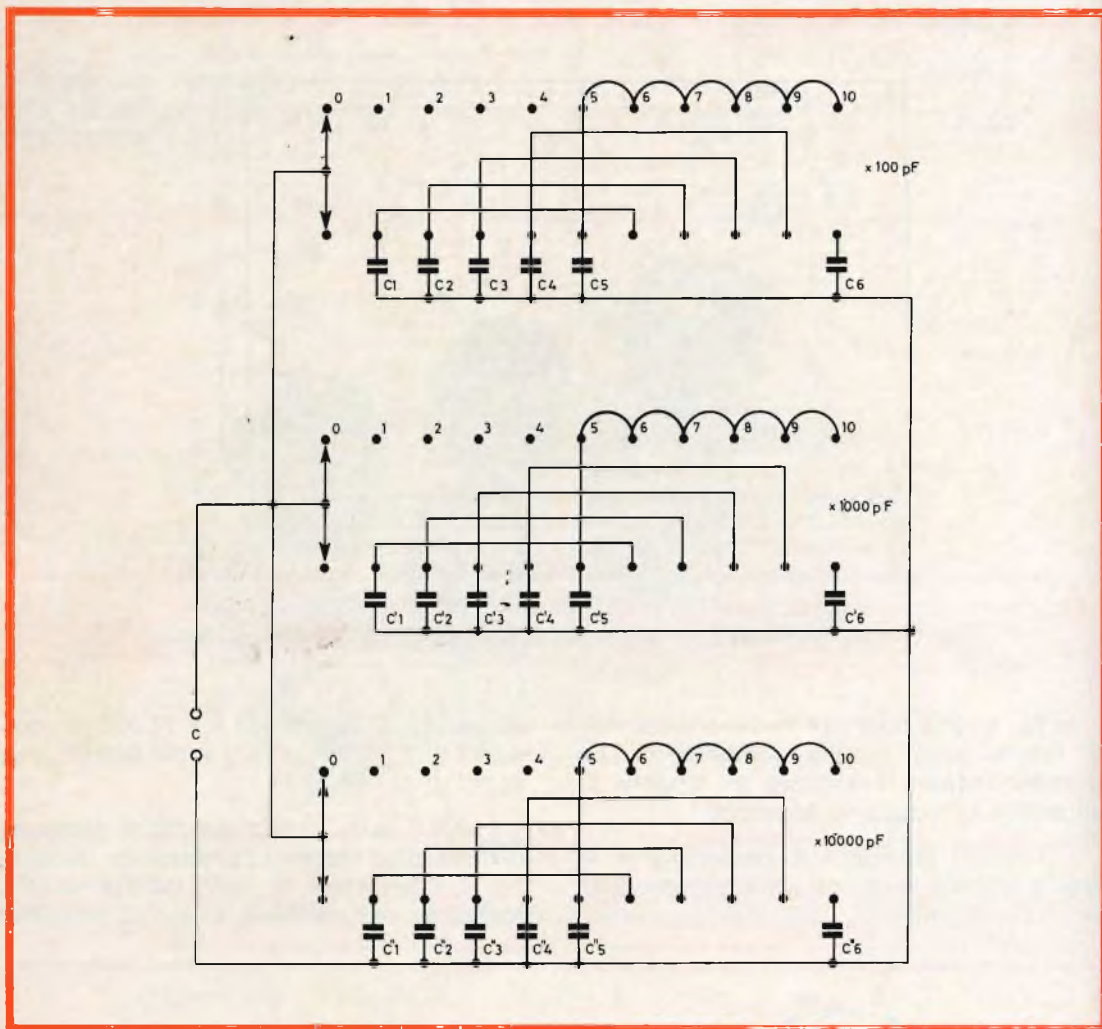 0 1 2 3 4 5 6 7 8 9 10
x 100 pF
C1 C2 C3 C4 C5 C6
0 1 2 3 4 5 6 7 8 9 10
x 1000 pF
C'1 C'2 C'3 C'4 C'5 C'6
C
0 1 2 3 4 5 6 7 8 9 10
x 10000 pF
C"1 C"2 C"3 C"4 C"5 C"6